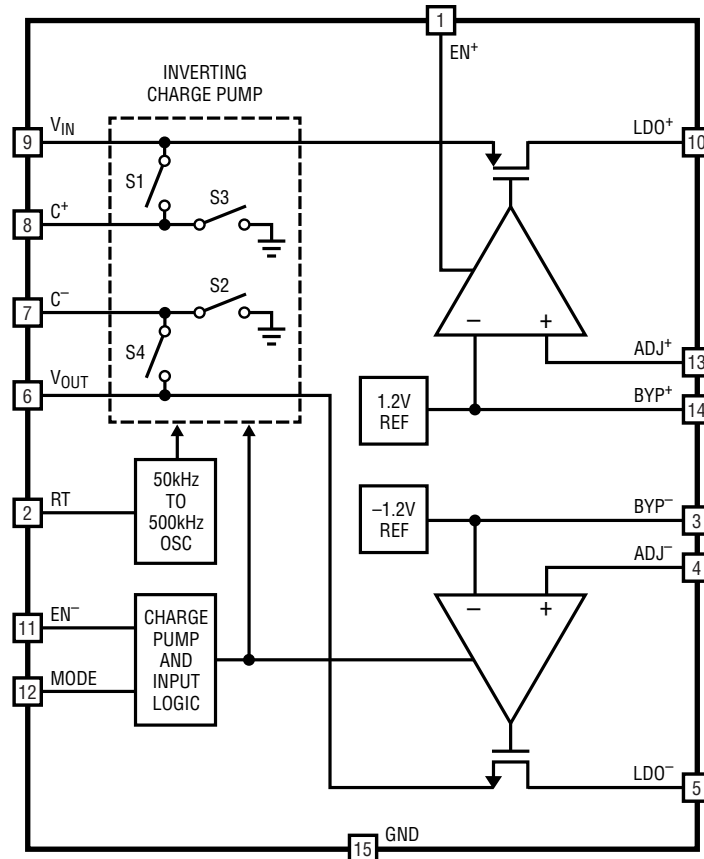 1
EN⁺
INVERTING
CHARGE PUMP
9
V_IN
LDO⁺
10
S1
S3
8
C⁺
7
C⁻
S2
S4
– +
ADJ⁺
13
6
V_OUT
1.2V
REF
BYP⁺
14
50kHz
TO
500kHz
OSC
2
RT
–1.2V
REF
BYP⁻
3
ADJ⁻
4
– +
11
EN⁻
12
MODE
CHARGE
PUMP
AND
INPUT
LOGIC
LDO⁻
5
GND
15